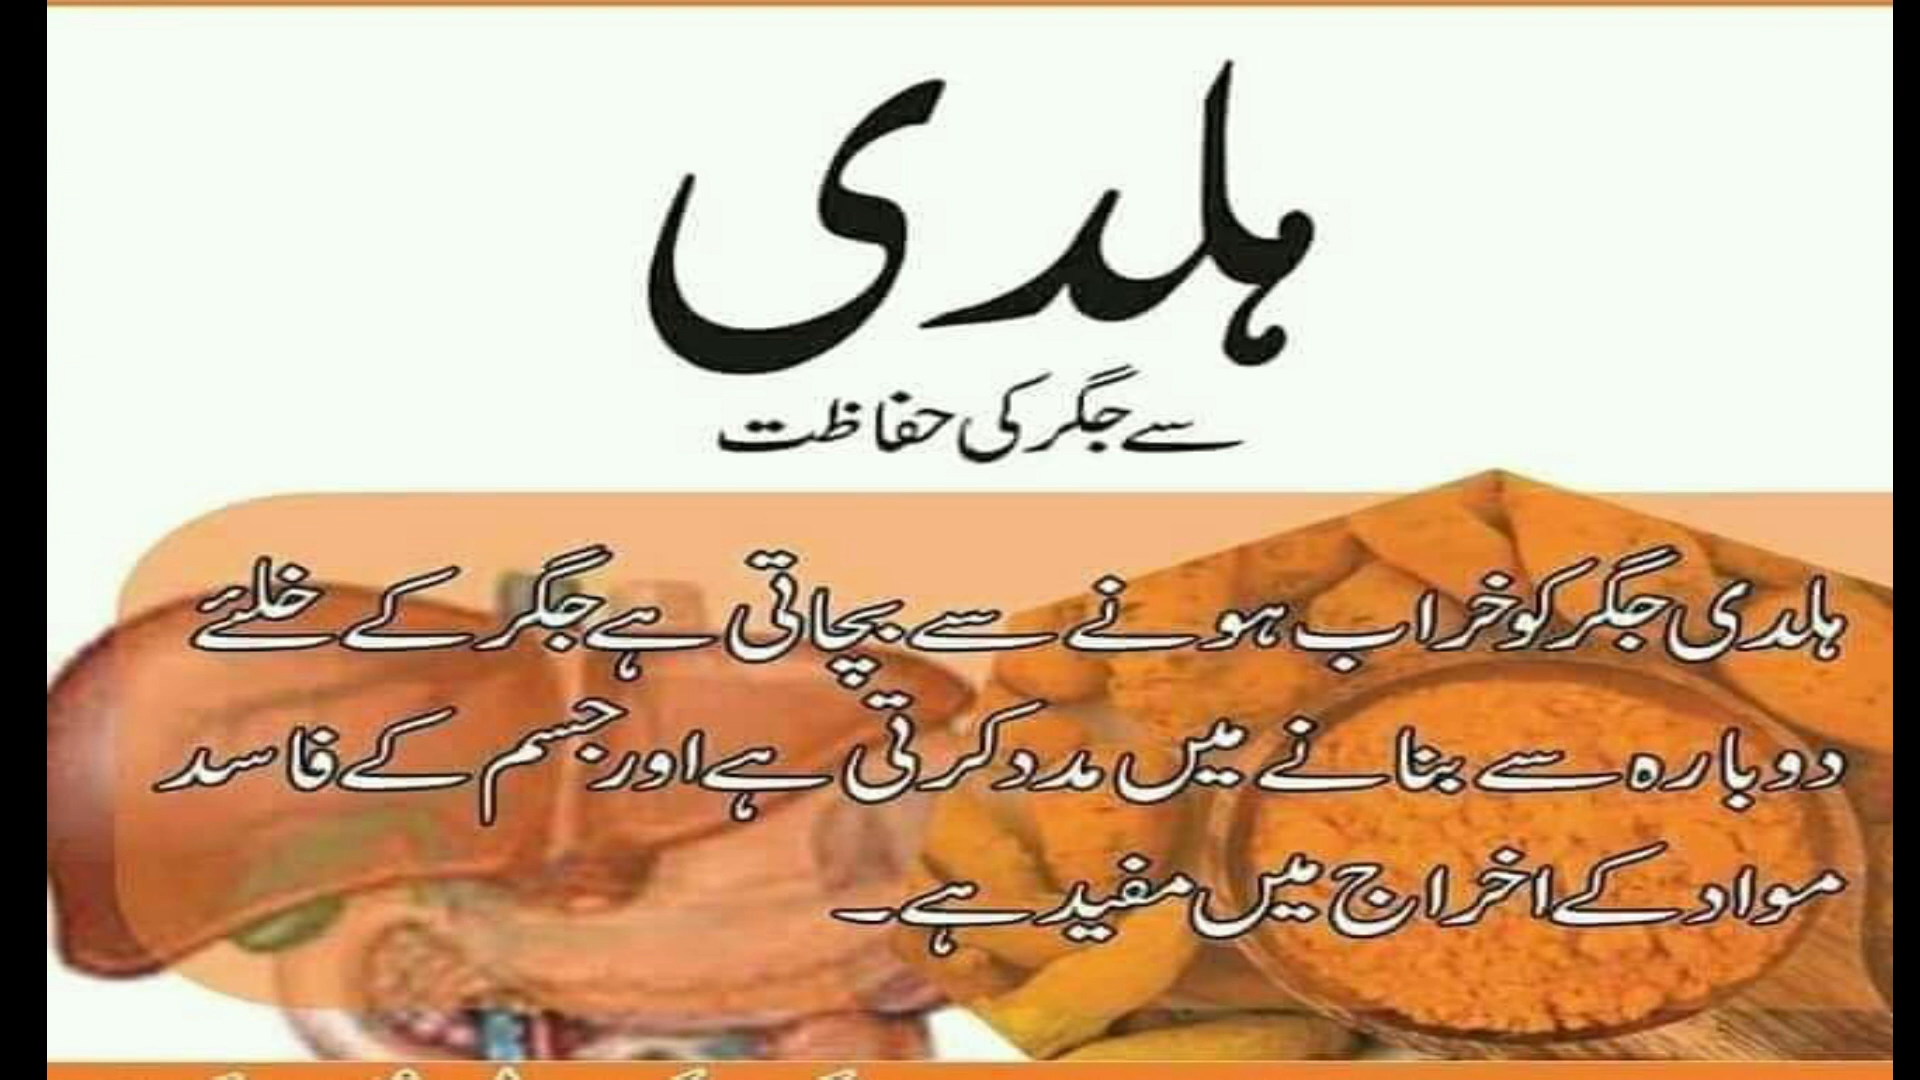 ہلدی
سے جگر کی حفاظت
ہلدی جگر کو خراب ہونے سے بچاتی ہے جگر کے خلئے
دوبارہ سے بنانے میں مدد کرتی ہے اور جسم کے فاسد
مواد کے اخراج میں مفید ہے۔